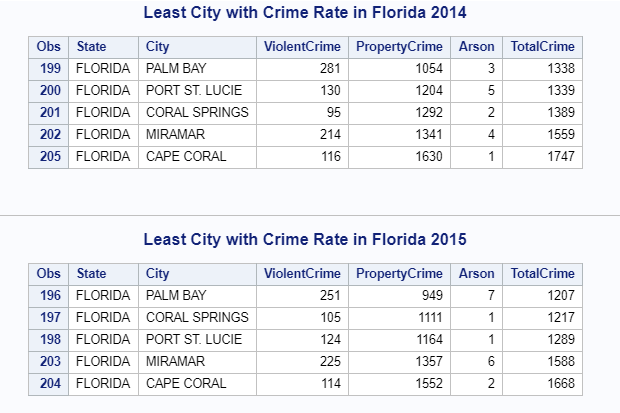 Least City with Crime Rate in Florida 2014
Obs State City ViolentCrime PropertyCrime Arson TotalCrime
199 FLORIDA PALM BAY 281 1054 3 1338
200 FLORIDA PORT ST. LUCIE 130 1204 5 1339
201 FLORIDA CORAL SPRINGS 95 1292 2 1389
202 FLORIDA MIRAMAR 214 1341 4 1559
205 FLORIDA CAPE CORAL 116 1630 1 1747
Least City with Crime Rate in Florida 2015
Obs State City ViolentCrime PropertyCrime Arson TotalCrime
196 FLORIDA PALM BAY 251 949 7 1207
197 FLORIDA CORAL SPRINGS 105 1111 1 1217
198 FLORIDA PORT ST. LUCIE 124 1164 1 1289
203 FLORIDA MIRAMAR 225 1357 6 1588
204 FLORIDA CAPE CORAL 114 1552 2 1668